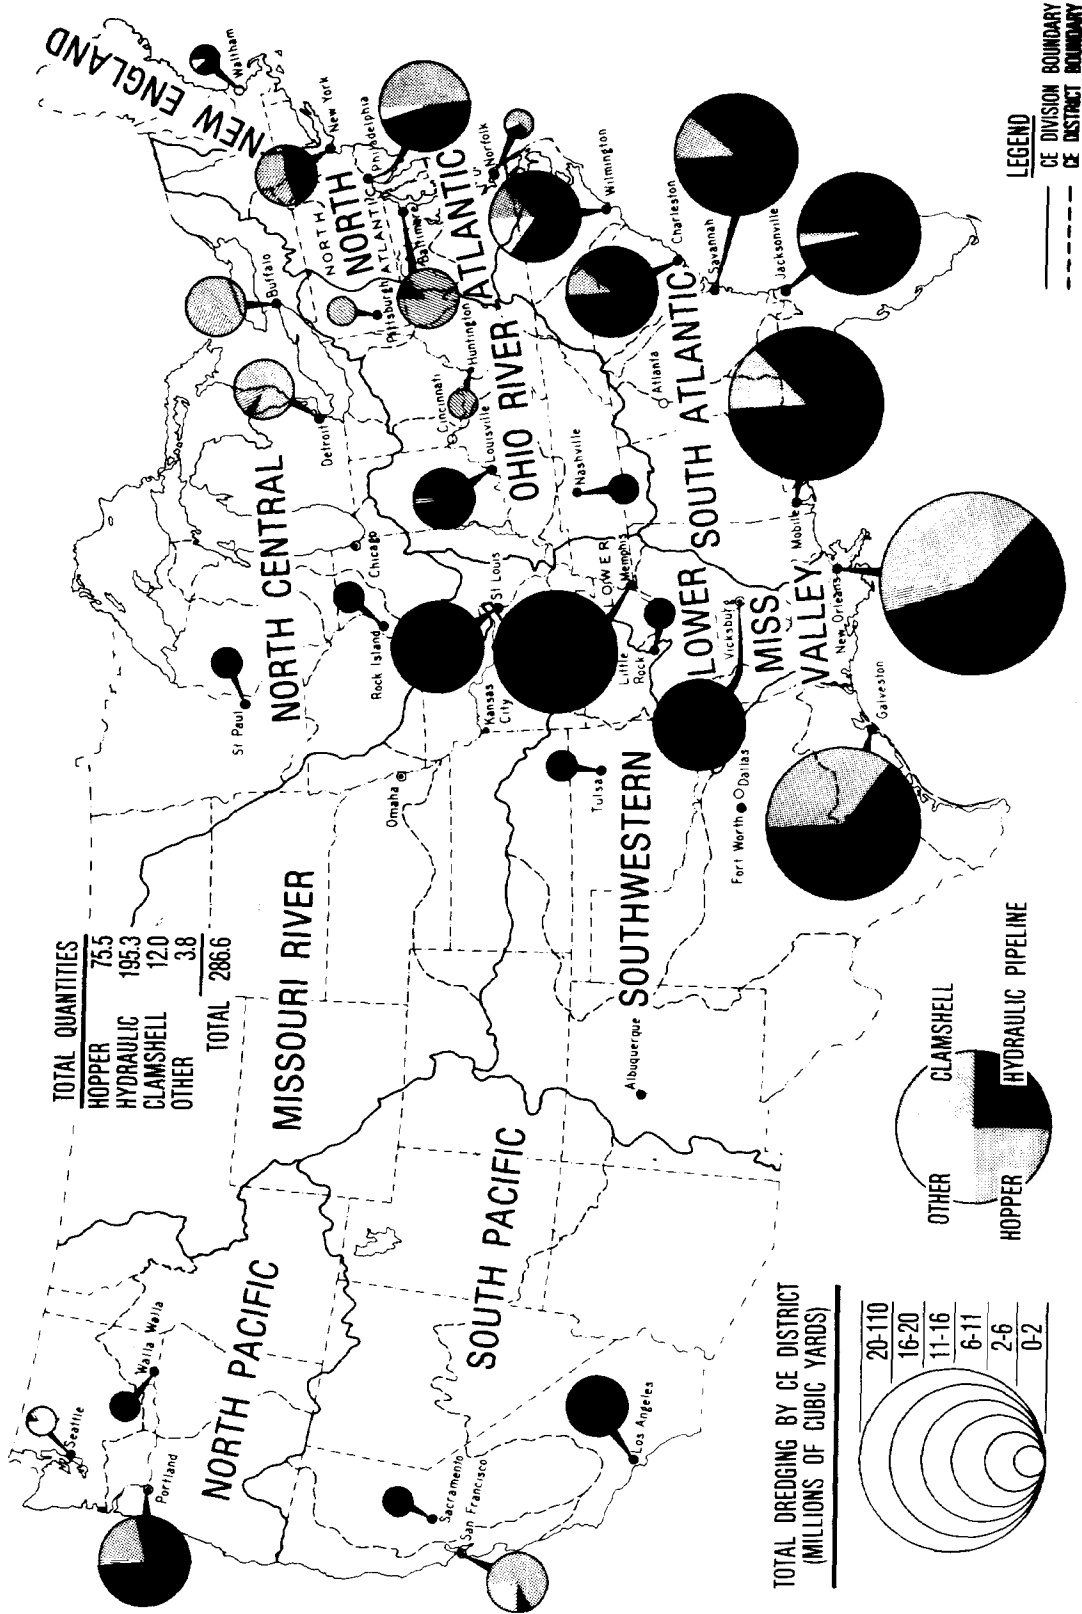 TOTAL QUANTITIES
HOPPER 75.5
HYDRAULIC 195.3
CLAMSHELL 12.0
OTHER 3.8
TOTAL 286.6
NEW ENGLAND
Waltham
New York
Philadelphia
NORTH
ATLANTIC
NORTH
ATLANTIC
Baltimore
Norfolk
Pittsburgh
Buffalo
Detroit
NORTH CENTRAL
Chicago
Rock Island
St Paul
OHIO RIVER
Huntington
Cincinnati
Louisville
Nashville
SOUTH ATLANTIC
Wilmington
Charleston
Savannah
Jacksonville
Atlanta
Mobile
LOWER
MISS
VALLEY
LOWER
St Louis
Memphis
Vicksburg
New Orleans
MISSOURI RIVER
Omaha
Kansas
City
SOUTHWESTERN
Little
Rock
Tulsa
Fort Worth
Dallas
Galveston
Albuquerque
NORTH PACIFIC
Seattle
Walla Walla
Portland
SOUTH PACIFIC
Sacramento
San Francisco
Los Angeles
TOTAL DREDGING BY CE DISTRICT
(MILLIONS OF CUBIC YARDS)
20-110
16-20
11-16
6-11
2-6
0-2
OTHER
CLAMSHELL
HOPPER
HYDRAULIC PIPELINE
LEGEND
CE DIVISION BOUNDARY
CE DISTRICT BOUNDARY